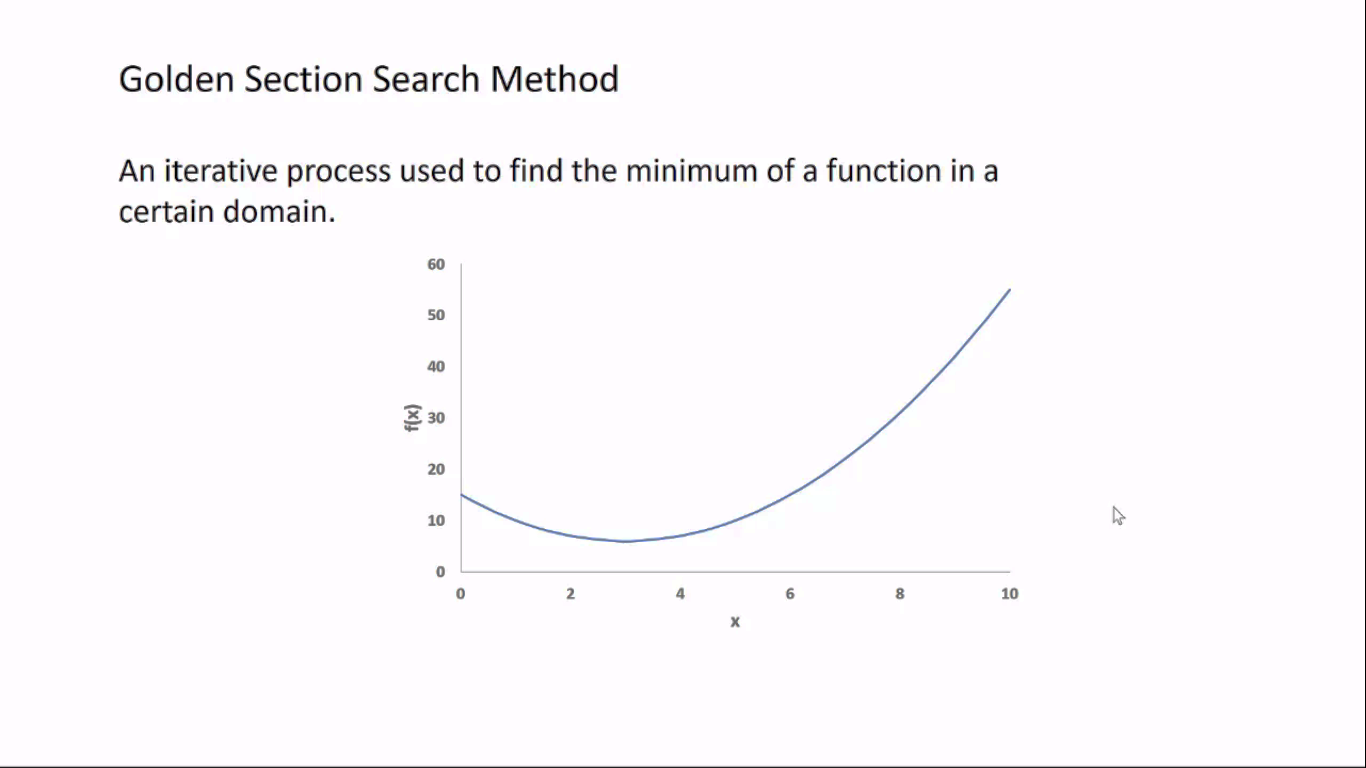 Golden Section Search Method
An iterative process used to find the minimum of a function in a
certain domain.
60
50
40
30
20
10
0
f(x)
0 2 4 6 8 10
x